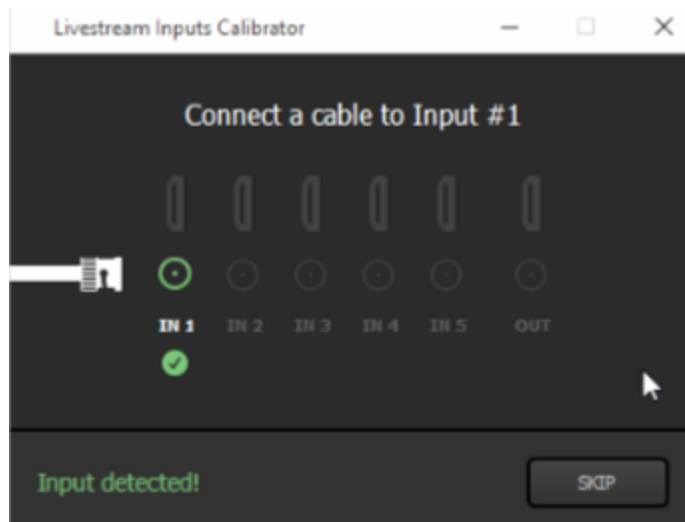 Livestream Inputs Calibrator
Connect a cable to Input #1
IN 1 IN 2 IN 3 IN 4 IN 5 OUT
Input detected!
SKIP